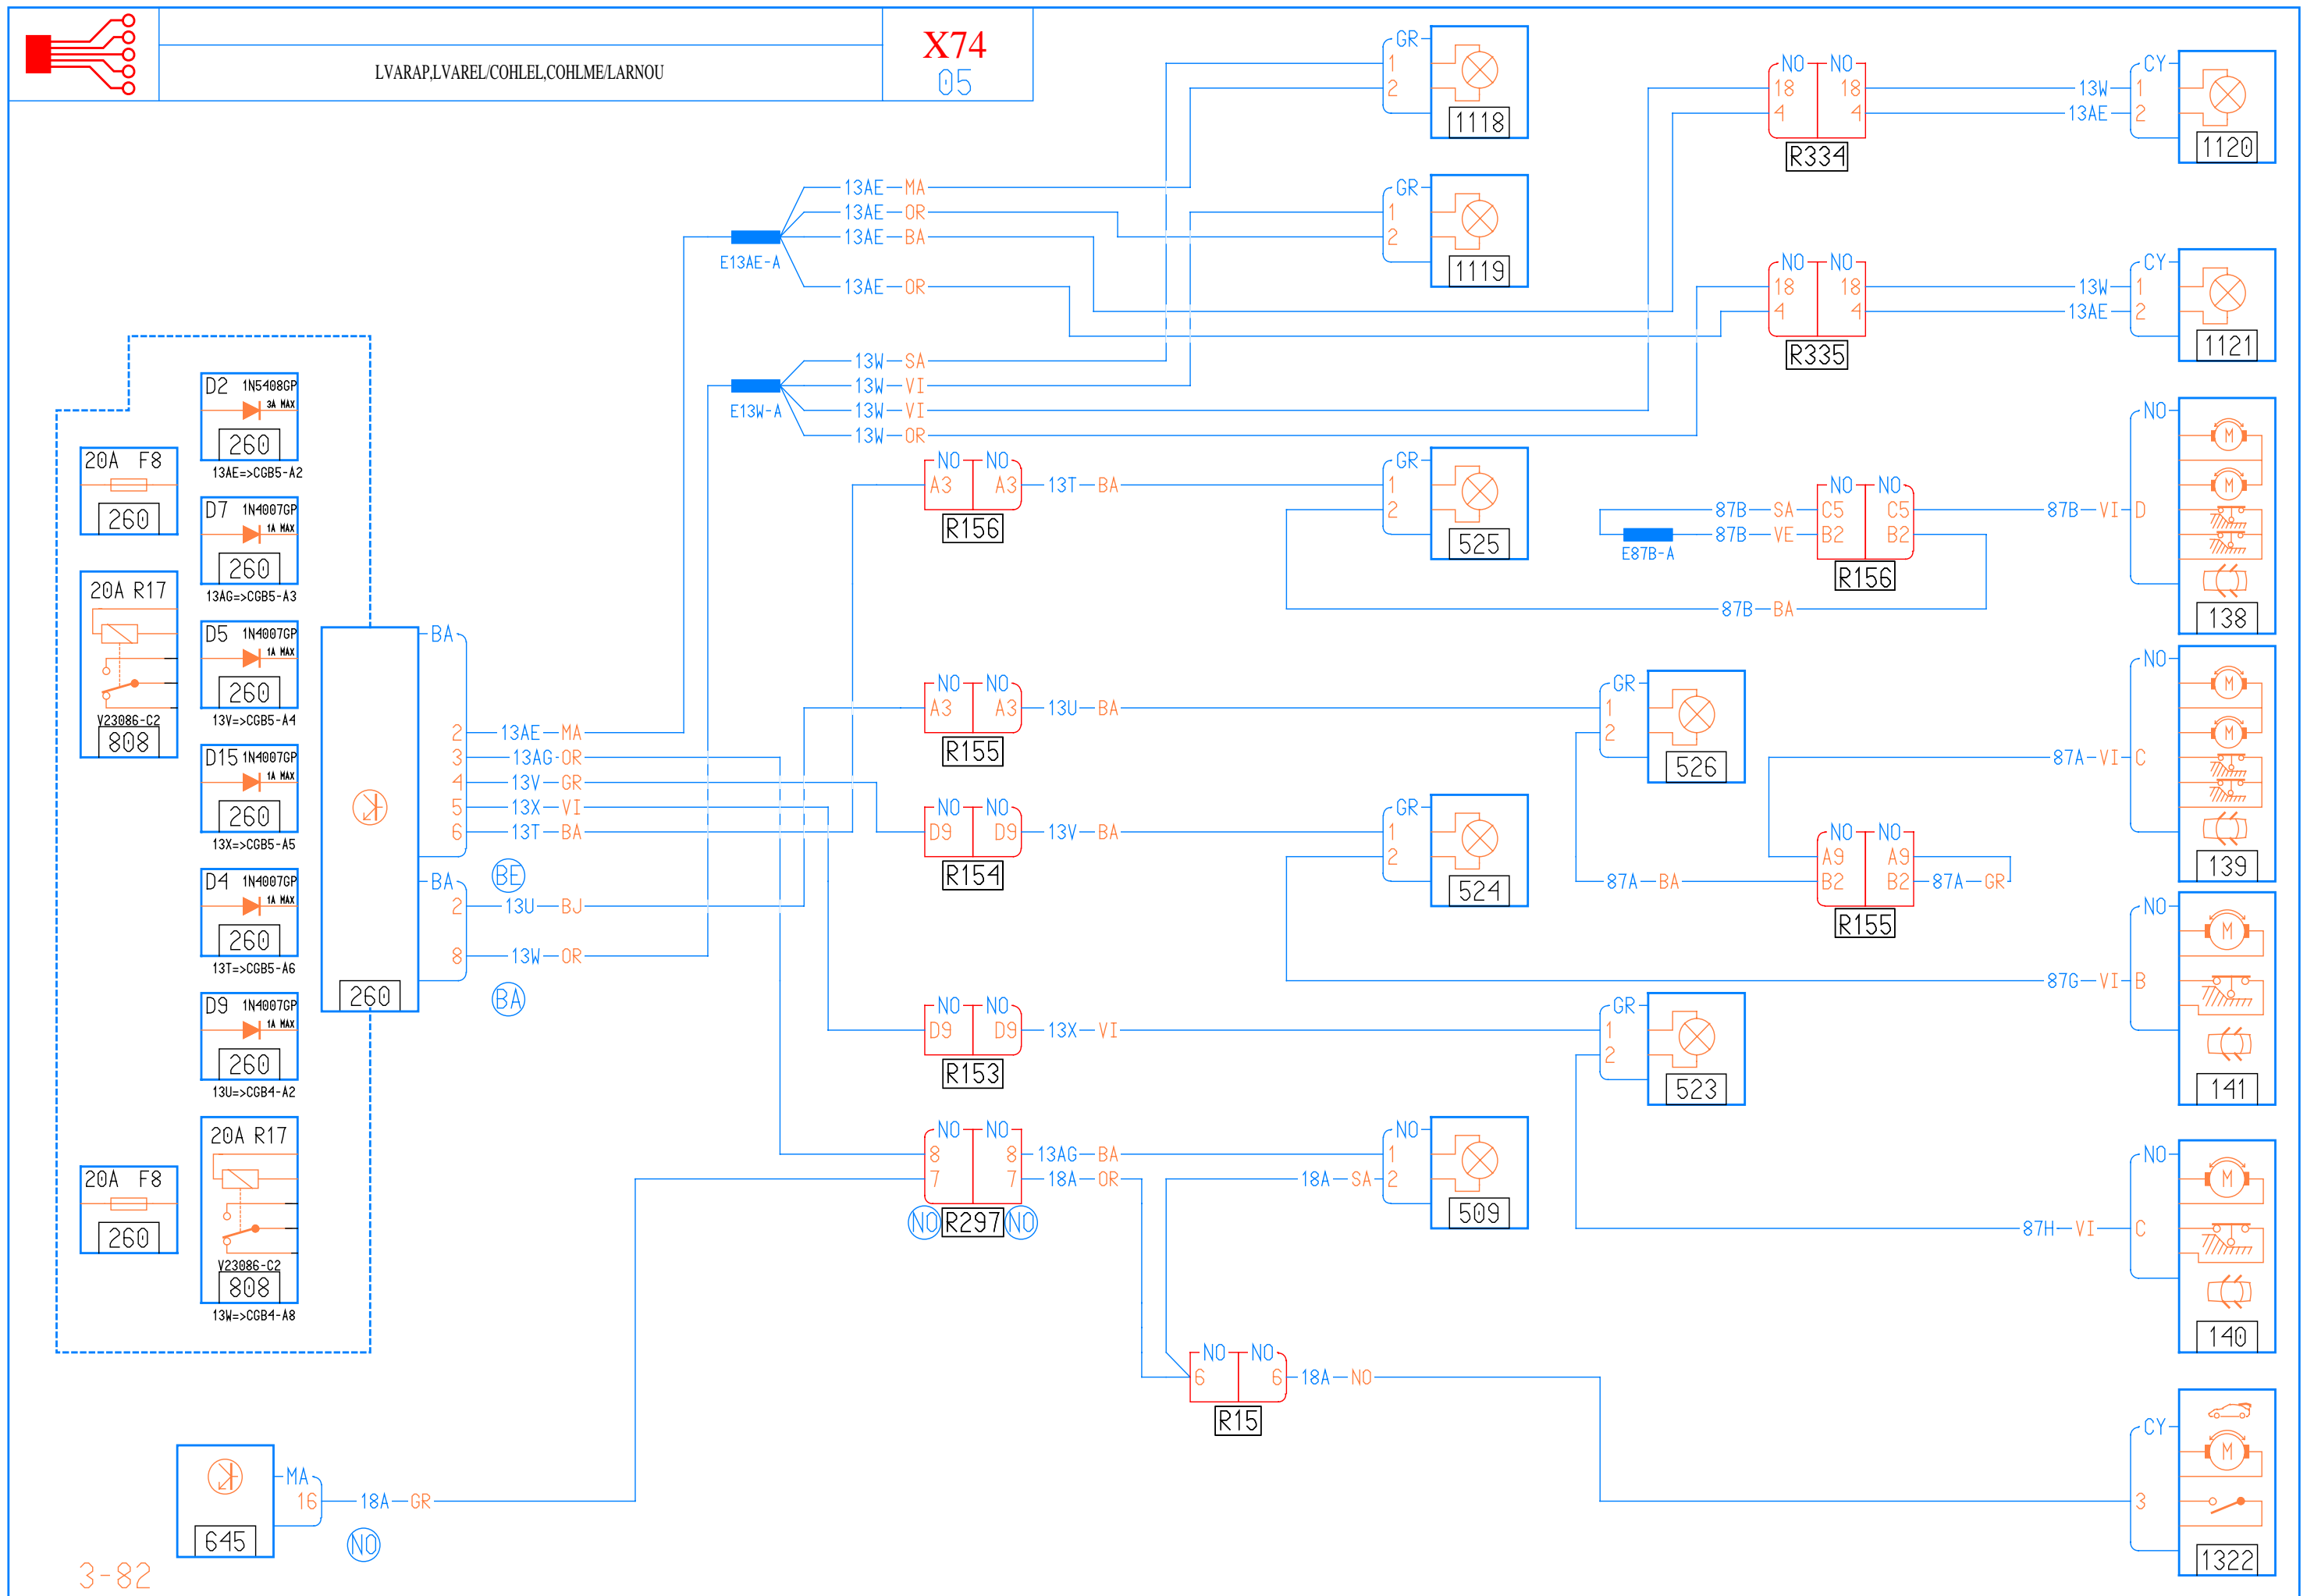 LVARAP,LVAREL/COHLEL,COHLME/LARNOU
X74
05
GR
1
2
1118
NO NO
18 18
4 4
R334
13W
13AE
CY
1
2
1120
13AE MA
13AE OR
13AE BA
13AE OR
E13AE-A
GR
1
2
1119
NO NO
18 18
4 4
R335
13W
13AE
CY
1
2
1121
13W SA
13W VI
13W VI
13W OR
E13W-A
D2 1N5408GP
3A MAX
260
13AE=>CGB5-A2
20A F8
260
D7 1N4007GP
1A MAX
260
13AG=>CGB5-A3
20A R17
V23086-C2
808
D5 1N4007GP
1A MAX
260
13V=>CGB5-A4
D15 1N4007GP
1A MAX
260
13X=>CGB5-A5
D4 1N4007GP
1A MAX
260
13T=>CGB5-A6
D9 1N4007GP
1A MAX
260
13U=>CGB4-A2
20A F8
260
20A R17
V23086-C2
808
13W=>CGB4-A8
260
BA
2 13AE MA
3 13AG OR
4 13V GR
5 13X VI
6 13T BA
BE
BA
2 13U BJ
8 13W OR
BA
NO NO
A3 A3
R156
13T BA
GR
1
2
525
87B SA
87B VE
E87B-A
NO NO
C5 C5
B2 B2
R156
87B BA
87B VI D
NO
M
M
138
NO NO
A3 A3
R155
13U BA
GR
1
2
526
NO NO
D9 D9
R154
13V BA
GR
1
2
524
87A BA
NO NO
A9 A9
B2 B2
R155
87A GR
87A VI C
NO
M
M
139
87G VI B
NO
M
141
NO NO
D9 D9
R153
13X VI
GR
1
2
523
NO NO
8 8
7 7
NO R297 NO
13AG BA
18A OR
18A SA
NO
1
2
509
87H VI C
NO
M
140
NO NO
6 6
R15
18A NO
CY
3
M
1322
MA
16
645
18A GR
NO
3-82